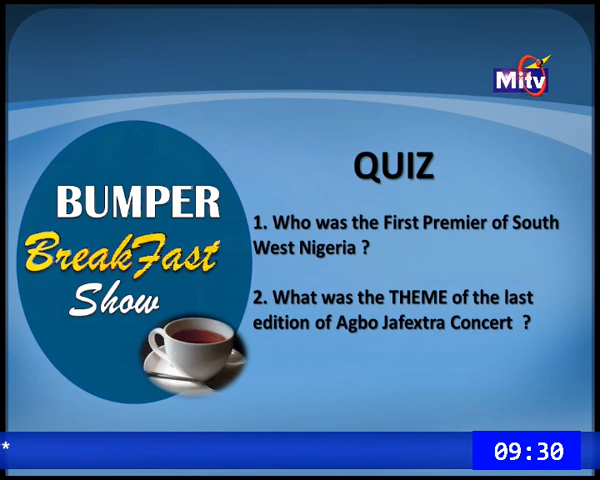 Mitv
QUIZ
BUMPER
BreakFast
Show
1. Who was the First Premier of South
West Nigeria ?
2. What was the THEME of the last
edition of Agbo Jafextra Concert ?
*
09:30